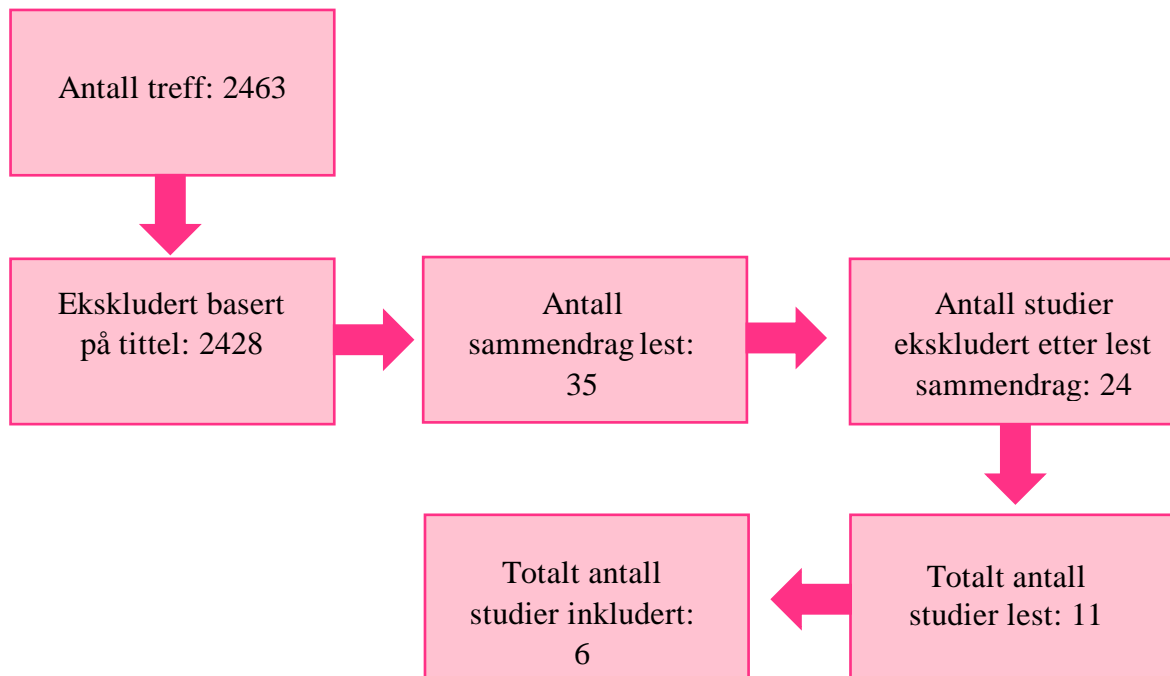 Antall treff: 2463
Ekskludert basert
på tittel: 2428
Antall
sammendrag lest:
35
Antall studier
ekskludert etter lest
sammendrag: 24
Totalt antall
studier lest: 11
Totalt antall
studier inkludert:
6